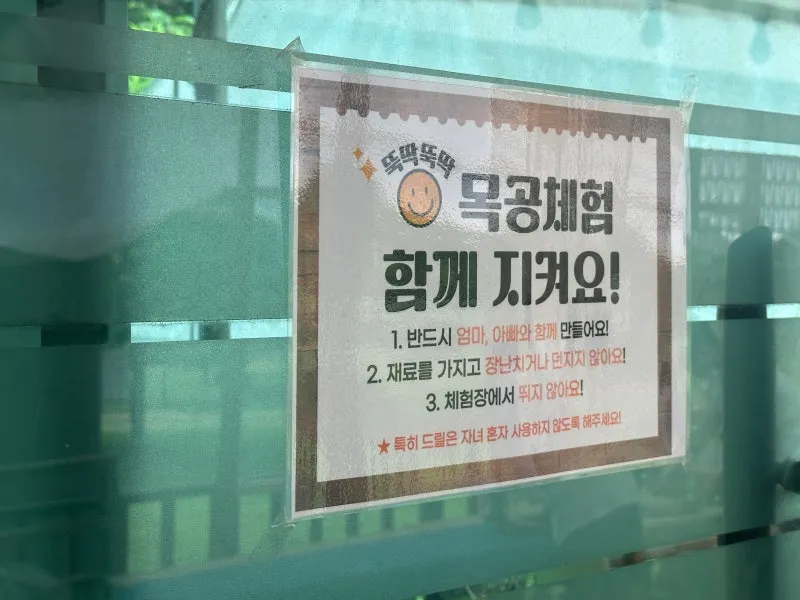 뚝딱뚝딱
목공체험
함께 지켜요!
1. 반드시 엄마, 아빠와 함께 만들어요!
2. 재료를 가지고 장난치거나 던지지 않아요!
3. 체험장에서 뛰지 않아요!
★ 특히 드릴은 자녀 혼자 사용하지 않도록 해주세요!